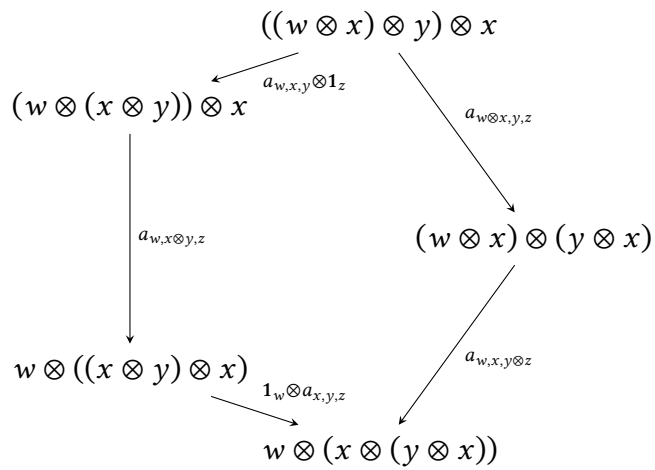 ((w ⊗ x) ⊗ y) ⊗ x
a_{w,x,y}⊗1_z
(w ⊗ (x ⊗ y)) ⊗ x
a_{w⊗x,y,z}
a_{w,x⊗y,z}
(w ⊗ x) ⊗ (y ⊗ x)
a_{w,x,y⊗z}
w ⊗ ((x ⊗ y) ⊗ x)
1_w⊗a_{x,y,z}
w ⊗ (x ⊗ (y ⊗ x))